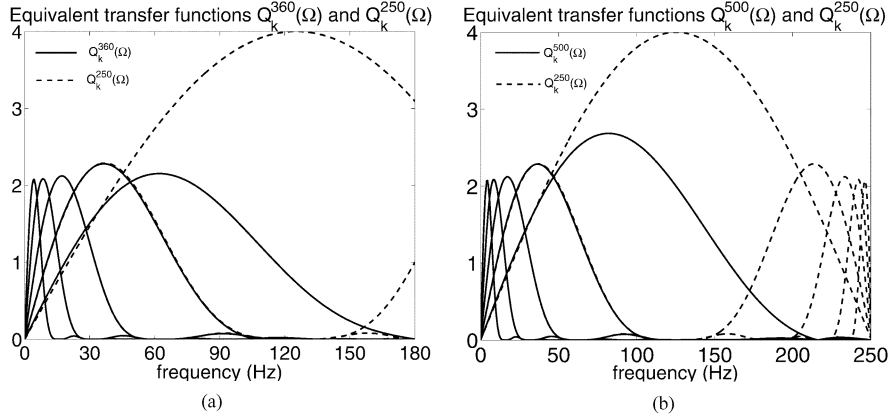 Equivalent transfer functions Q_k^360(Ω) and Q_k^250(Ω)
4
3
2
1
0
Q_k^360(Ω)
Q_k^250(Ω)
0 30 60 90 120 150 180
frequency (Hz)
(a)
Equivalent transfer functions Q_k^500(Ω) and Q_k^250(Ω)
4
3
2
1
0
Q_k^500(Ω)
Q_k^250(Ω)
0 50 100 150 200 250
frequency (Hz)
(b)